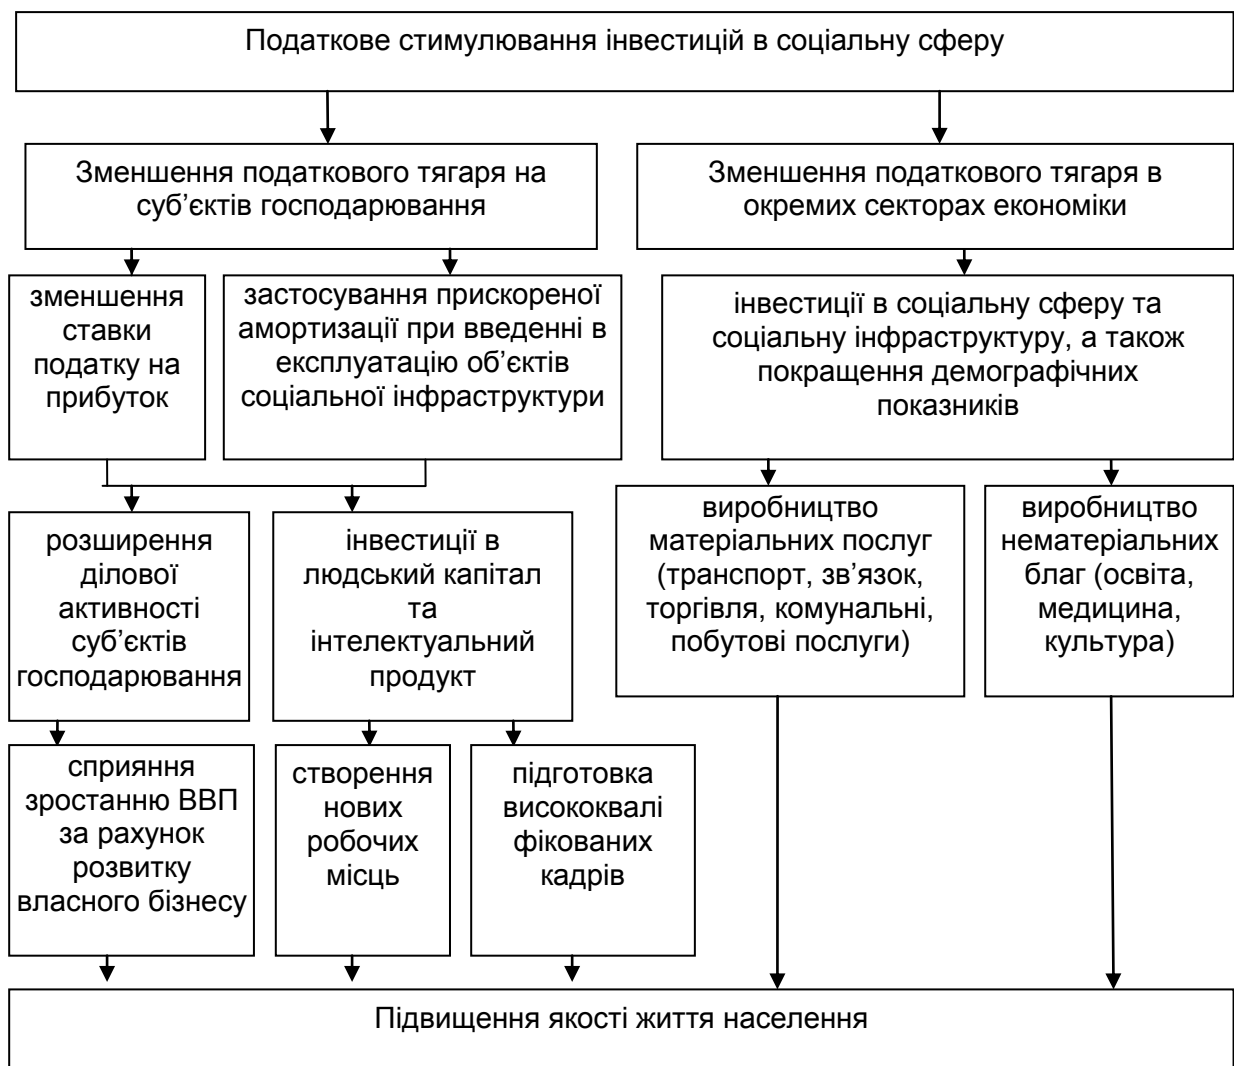 Податкове стимулювання інвестицій в соціальну сферу
Зменшення податкового тягаря на
суб’єктів господарювання
Зменшення податкового тягаря в
окремих секторах економіки
зменшення
ставки
податку на
прибуток
застосування прискореної
амортизації при введенні в
експлуатацію об’єктів
соціальної інфраструктури
інвестиції в соціальну сферу та
соціальну інфраструктуру, а також
покращення демографічних
показників
розширення
ділової
активності
суб’єктів
господарювання
інвестиції в
людський капітал
та
інтелектуальний
продукт
виробництво
матеріальних послуг
(транспорт, зв’язок,
торгівля, комунальні,
побутові послуги)
виробництво
нематеріальних
благ (освіта,
медицина,
культура)
сприяння
зростанню ВВП
за рахунок
розвитку
власного бізнесу
створення
нових
робочих
місць
підготовка
висококвалі
фікованих
кадрів
Підвищення якості життя населення